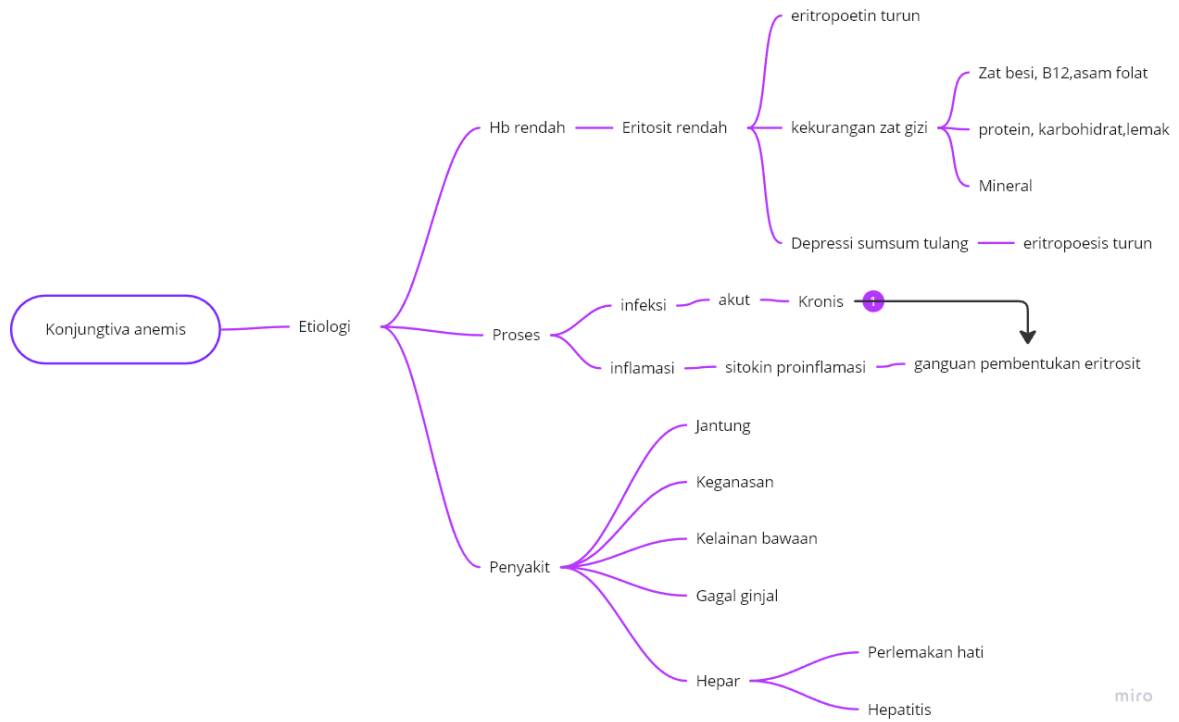 Konjungtiva anemis
Etiologi
Hb rendah
Eritosit rendah
eritropoetin turun
kekurangan zat gizi
Zat besi, B12,asam folat
protein, karbohidrat,lemak
Mineral
Depressi sumsum tulang
eritropoesis turun
Proses
infeksi
akut
Kronis
inflamasi
sitokin proinflamasi
ganguan pembentukan eritrosit
Penyakit
Jantung
Keganasan
Kelainan bawaan
Gagal ginjal
Hepar
Perlemakan hati
Hepatitis
miro